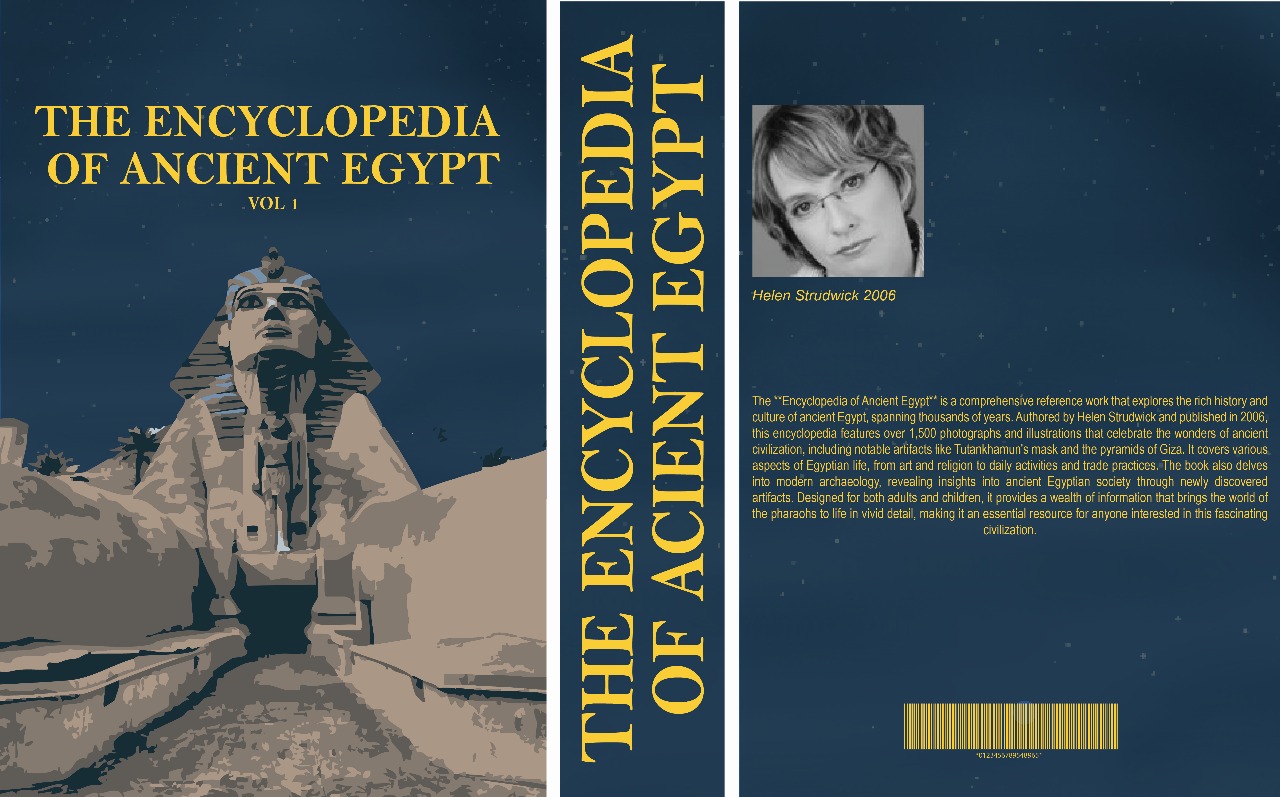 THE ENCYCLOPEDIA
OF ANCIENT EGYPT
VOL 1
THE ENCYCLOPEDIA
OF ACIENT EGYPT
Helen Strudwick 2006
The **Encyclopedia of Ancient Egypt** is a comprehensive reference work that explores the rich history and
culture of ancient Egypt, spanning thousands of years. Authored by Helen Strudwick and published in 2006,
this encyclopedia features over 1,500 photographs and illustrations that celebrate the wonders of ancient
civilization, including notable artifacts like Tutankhamun's mask and the pyramids of Giza. It covers various
aspects of Egyptian life, from art and religion to daily activities and trade practices. The book also delves
into modern archaeology, revealing insights into ancient Egyptian society through newly discovered
artifacts. Designed for both adults and children, it provides a wealth of information that brings the world of
the pharaohs to life in vivid detail, making it an essential resource for anyone interested in this fascinating
civilization.